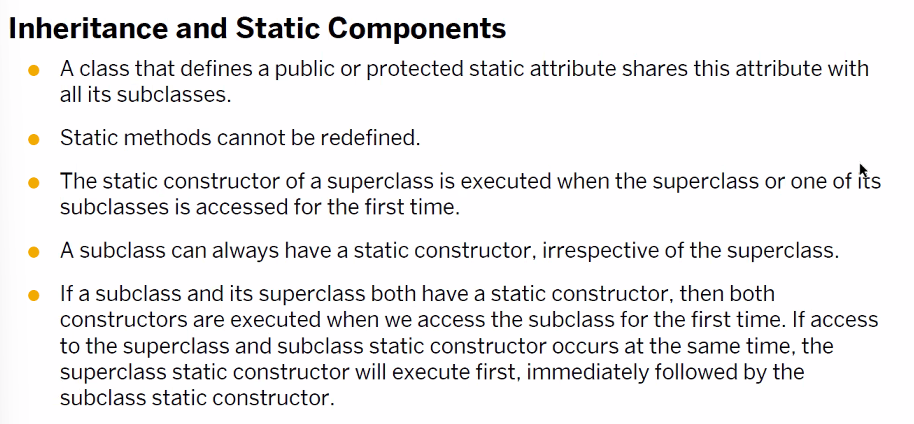 Inheritance and Static Components
A class that defines a public or protected static attribute shares this attribute with
all its subclasses.
Static methods cannot be redefined.
The static constructor of a superclass is executed when the superclass or one of its
subclasses is accessed for the first time.
A subclass can always have a static constructor, irrespective of the superclass.
If a subclass and its superclass both have a static constructor, then both
constructors are executed when we access the subclass for the first time. If access
to the superclass and subclass static constructor occurs at the same time, the
superclass static constructor will execute first, immediately followed by the
subclass static constructor.